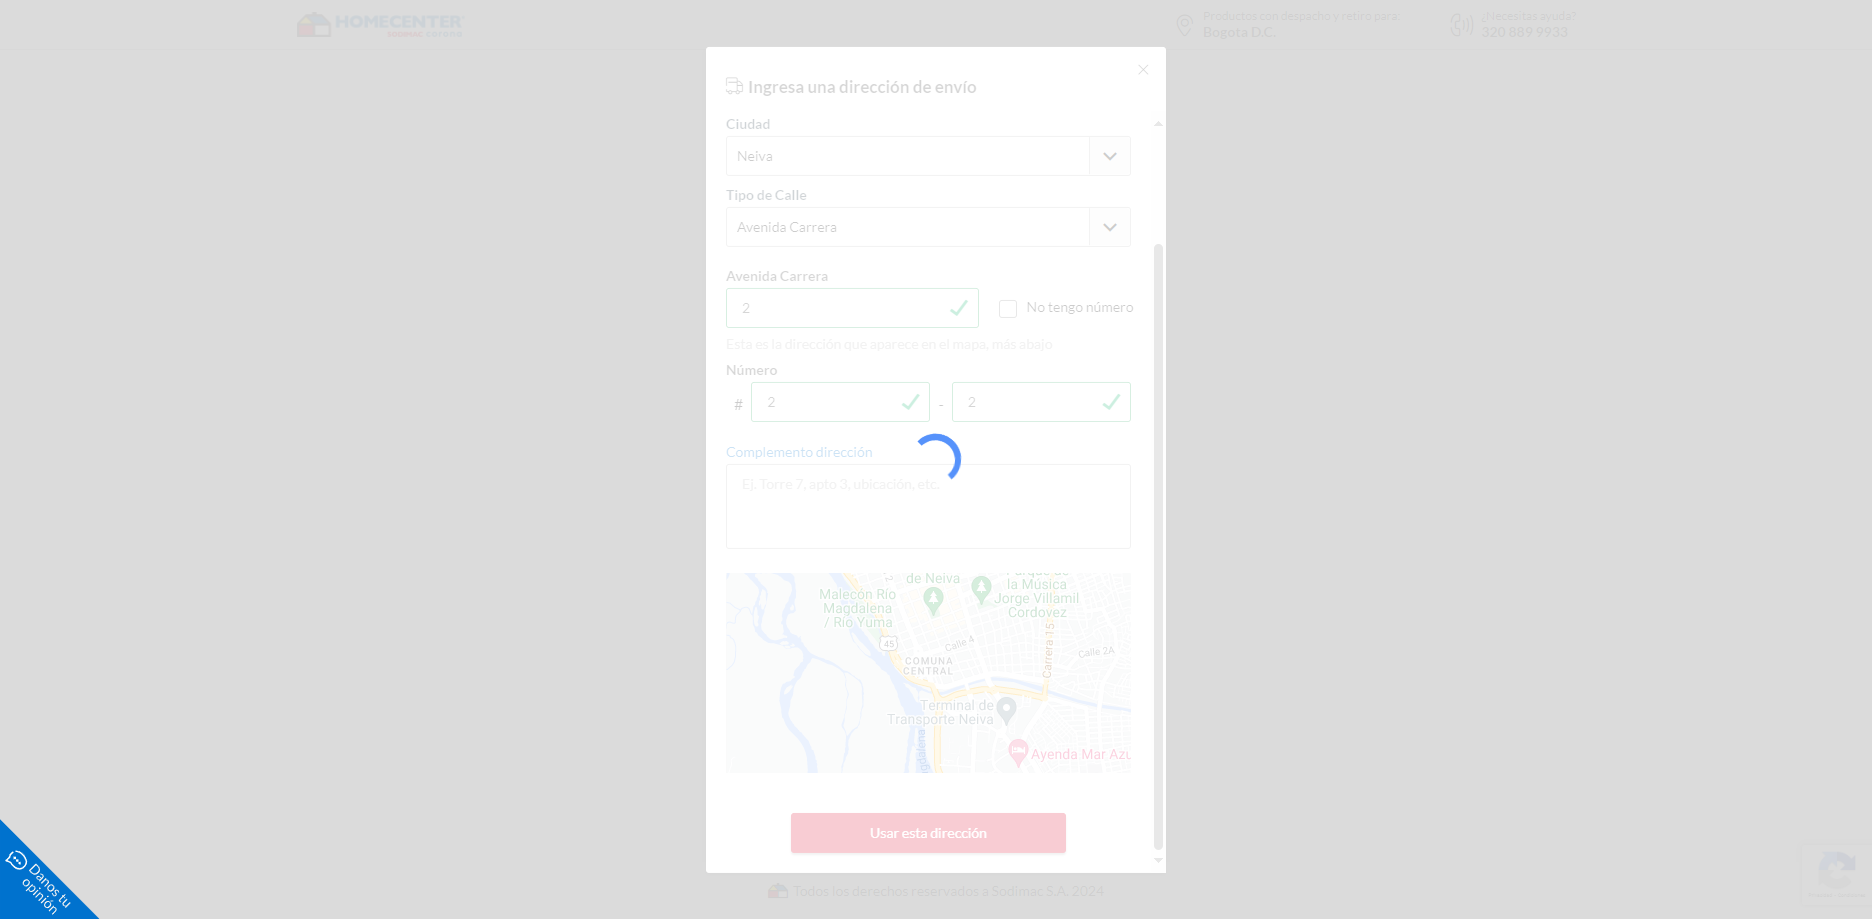 HOMECENTER
SODIMAC corona
Productos con despacho y retiro para:
Bogota D.C.
¿Necesitas ayuda?
320 889 9933
Ingresa una dirección de envío
Ciudad
Neiva
Tipo de Calle
Avenida Carrera
Avenida Carrera
2
No tengo número
Esta es la dirección que aparece en el mapa, más abajo
Número
# 2 - 2
Complemento dirección
Ej. Torre 7, apto 3, ubicación, etc.
de Neiva
Parque de
la Música
Jorge Villamil
Cordovez
Malecón Río
Magdalena
/ Río Yuma
45
Calle 4
Carrera 15
Calle 2A
COMUNA
CENTRAL
Terminal de
Transporte Neiva
Ayenda Mar Azu
Usar esta dirección
Danos tu
opinión
Todos los derechos reservados a Sodimac S.A. 2024